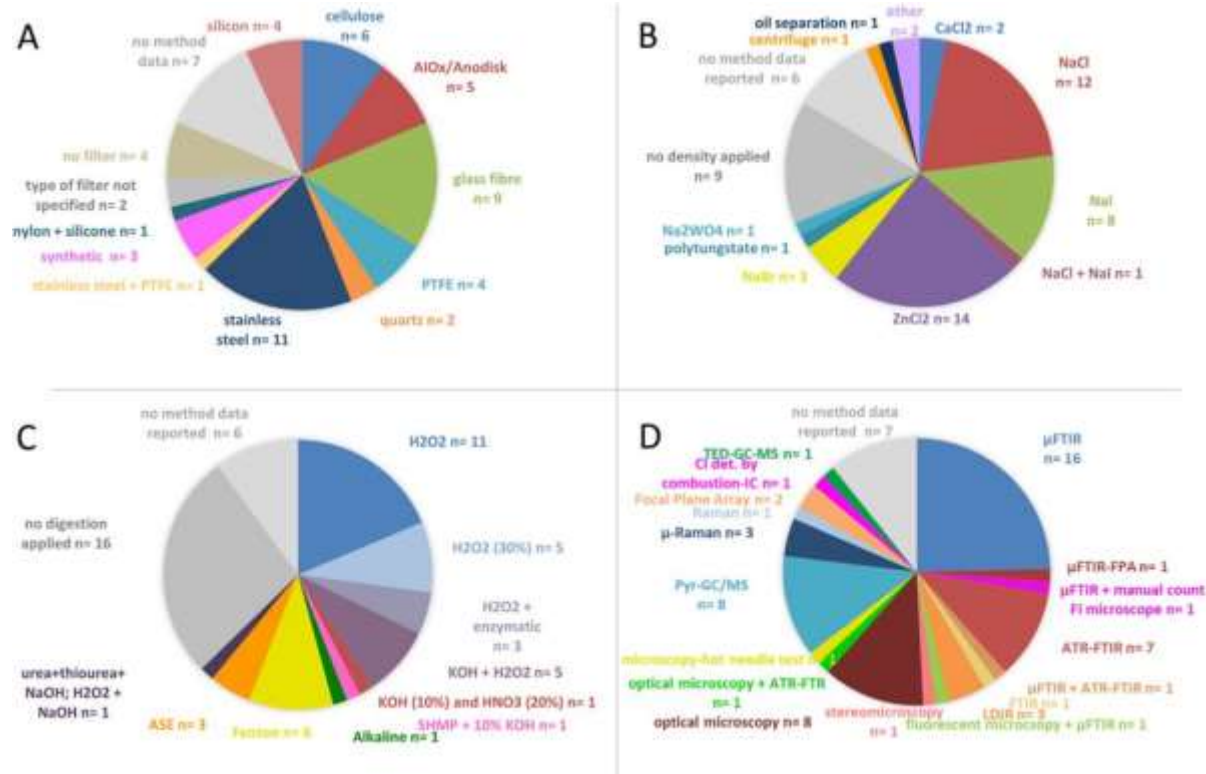 A
silicon n= 4
cellulose
n= 6
no method
data n= 7
AlOx/Anodisk
n= 5
no filter n= 4
glass fibre
n= 9
type of filter not
specified n= 2
nylon + silicone n= 1
synthetic n= 3
stainless steel + PTFE n= 1
PTFE n= 4
stainless
steel n= 11
quartz n= 2
B
other
n= 2
oil separation n= 1
CaCl2 n= 2
centrifuge n= 1
no method data
reported n= 6
NaCl
n= 12
no density applied
n= 9
NaI
n= 8
Na2WO4 n= 1
polytungstate n= 1
NaBr n= 3
NaCl + NaI n= 1
ZnCl2 n= 14
C
no method data
reported n= 6
H2O2 n= 11
no digestion
applied n= 16
H2O2 (30%) n= 5
H2O2 +
enzymatic
n= 3
KOH + H2O2 n= 5
urea+thiourea+
NaOH; H2O2 +
NaOH n= 1
KOH (10%) and HNO3 (20%) n= 1
SHMP + 10% KOH n= 1
ASE n= 3
Alkaline n= 1
D
no method data
reported n= 7
µFTIR
n= 16
TED-GC-MS n= 1
Cl det. by
combustion-IC n= 1
Focal Plane Array n= 2
Raman n= 1
µ-Raman n= 3
Pyr-GC/MS
n= 8
µFTIR-FPA n= 1
µFTIR + manual count
Fl microscope n= 1
ATR-FTIR n= 7
microscopy-hot needle test n= 1
optical microscopy + ATR-FTR
n= 1
µFTIR + ATR-FTIR n= 1
FTIR n= 1
LDIR n= 3
optical microscopy n= 8
stereomicroscopy
n= 1
fluorescent microscopy + µFTIR n= 1